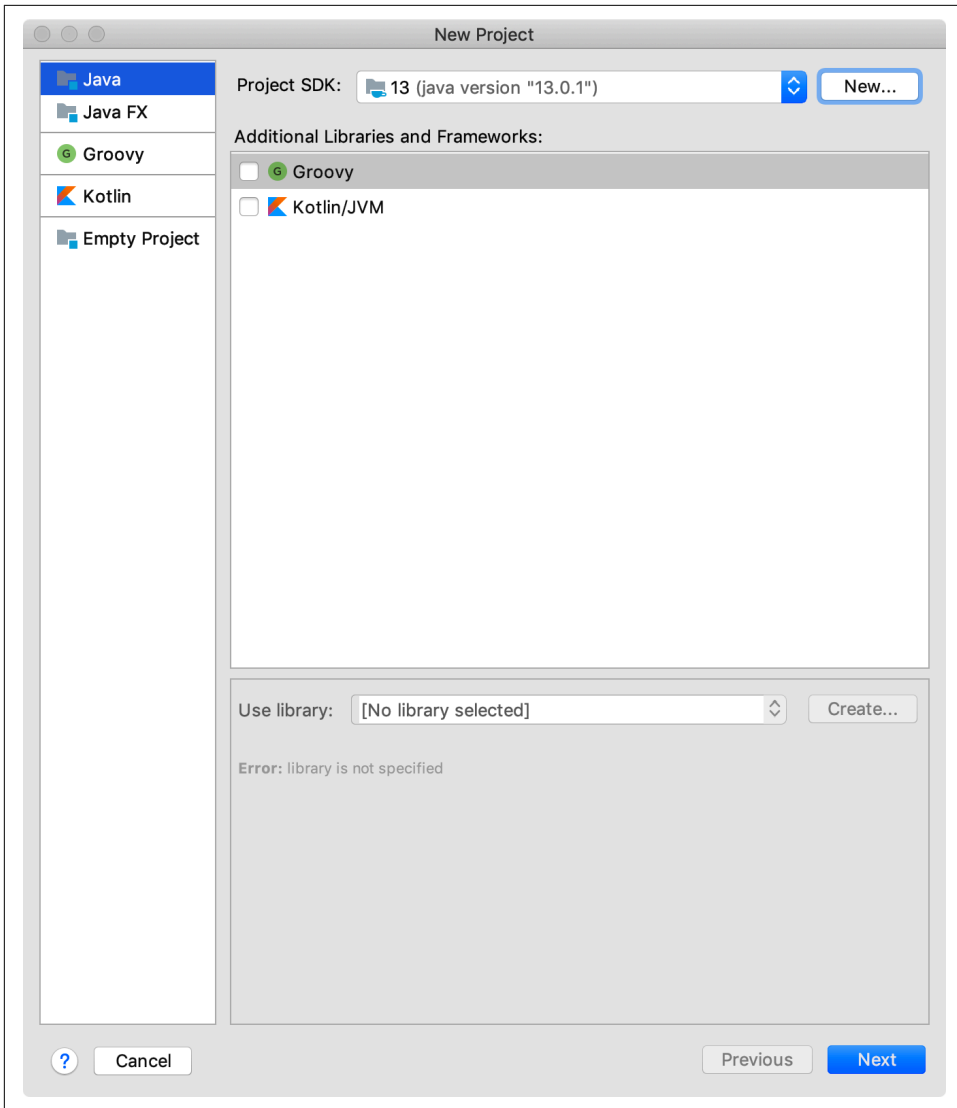 New Project
Java
Java FX
Groovy
Kotlin
Empty Project
Project SDK: 13 (java version "13.0.1") New...
Additional Libraries and Frameworks:
G Groovy
Kotlin/JVM
Use library: [No library selected] Create...
Error: library is not specified
? Cancel Previous Next